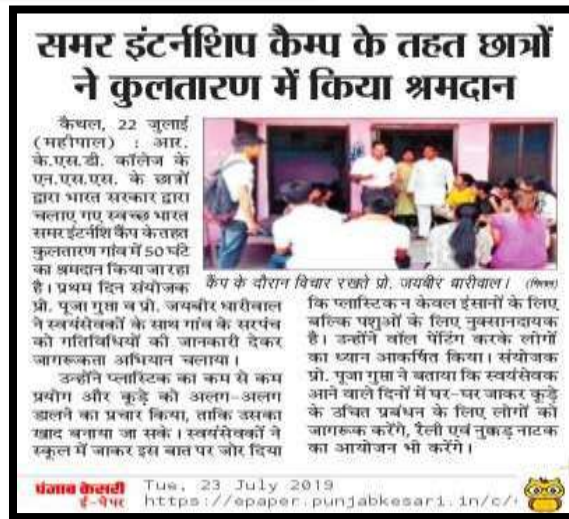 समर इंटर्नशिप कैम्प के तहत छात्रों
ने कुलतारण में किया श्रमदान
कैथल, 22 जुलाई
(महीपाल) : आर.
के.एस.डी. कॉलेज के
एन.एस.एस. के छात्रों
द्वारा भारत सरकार द्वारा
चलाए गए स्वच्छ भारत
समर इंटर्नशि कैंप के तहत
कुलतारण गांव में 50 घंटे
का श्रमदान किया जा रहा
है। प्रथम दिन संयोजक
प्रो. पूजा गुप्ता व प्रो. जयबीर धारीवाल
ने स्वयंसेवकों के साथ गांव के सरपंच
को गतिविधियों की जानकारी देकर
जागरूकता अभियान चलाया।
उन्होंने प्लास्टिक का कम से कम
प्रयोग और कूड़े को अलग-अलग
डालने का प्रचार किया, ताकि उसका
खाद बनाया जा सके। स्वयंसेवकों ने
स्कूल में जाकर इस बात पर जोर दिया
कैंप के दौरान विचार रखते प्रो. जयबीर धारीवाल।
कि प्लास्टिक न केवल इंसानों के लिए
बल्कि पशुओं के लिए नुक्सानदायक
है। उन्होंने वॉल पेंटिंग करके लोगों
का ध्यान आकर्षित किया। संयोजक
प्रो. पूजा गुप्ता ने बताया कि स्वयंसेवक
आने वाले दिनों में घर-घर जाकर कूड़े
के उचित प्रबंधन के लिए लोगों को
जागरूक करेंगे, रैली एवं नुक्कड़ नाटक
का आयोजन भी करेंगे।
पंजाब केसरी
ई-पेपर
Tue, 23 July 2019
https://epaper.punjabkesari.in/c/